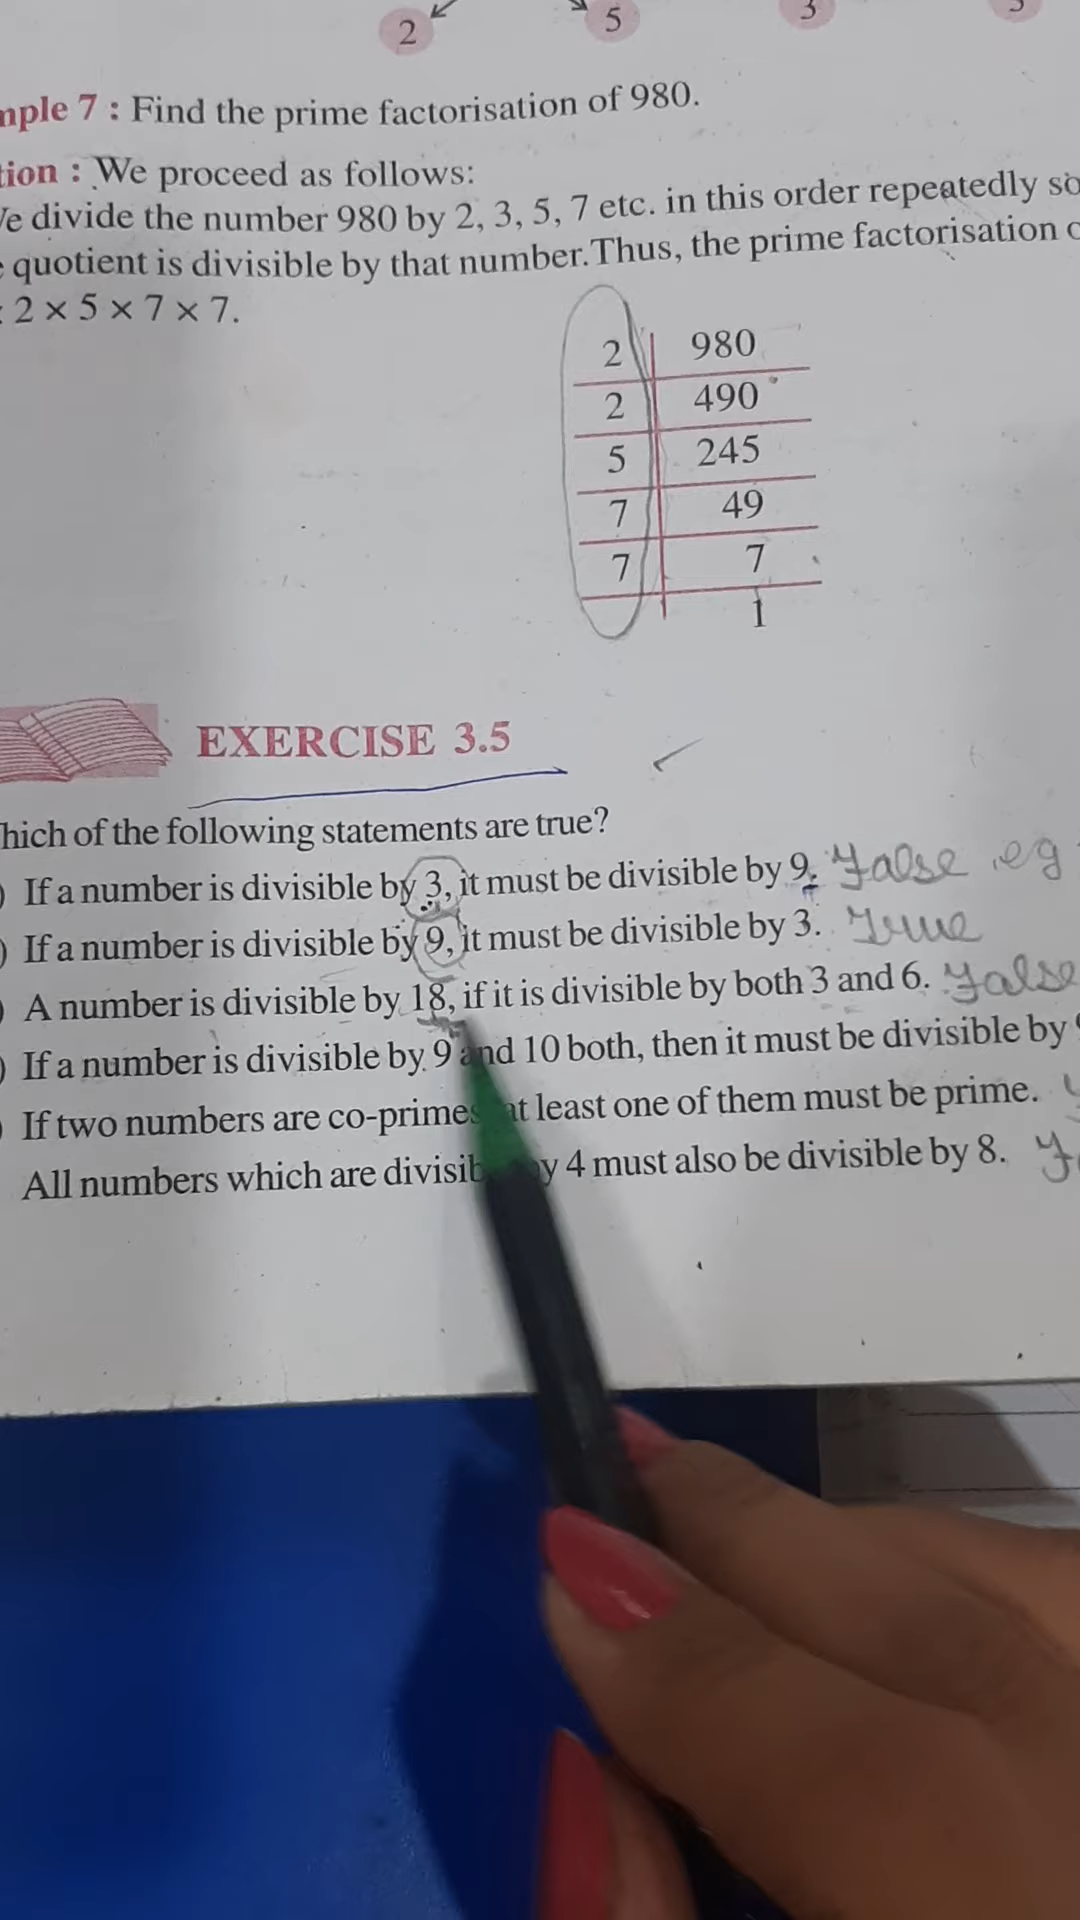 2 5 3
mple 7 : Find the prime factorisation of 980.
tion : We proceed as follows:
We divide the number 980 by 2, 3, 5, 7 etc. in this order repeatedly so
quotient is divisible by that number. Thus, the prime factorisation
2 × 5 × 7 × 7.
2 980
2 490
5 245
7 49
7 7
1
EXERCISE 3.5
hich of the following statements are true?
) If a number is divisible by 3, it must be divisible by 9. False eg
) If a number is divisible by 9, it must be divisible by 3. True
) A number is divisible by 18, if it is divisible by both 3 and 6. False
) If a number is divisible by 9 and 10 both, then it must be divisible by
If two numbers are co-primes at least one of them must be prime.
All numbers which are by 4 must also be divisible by 8.